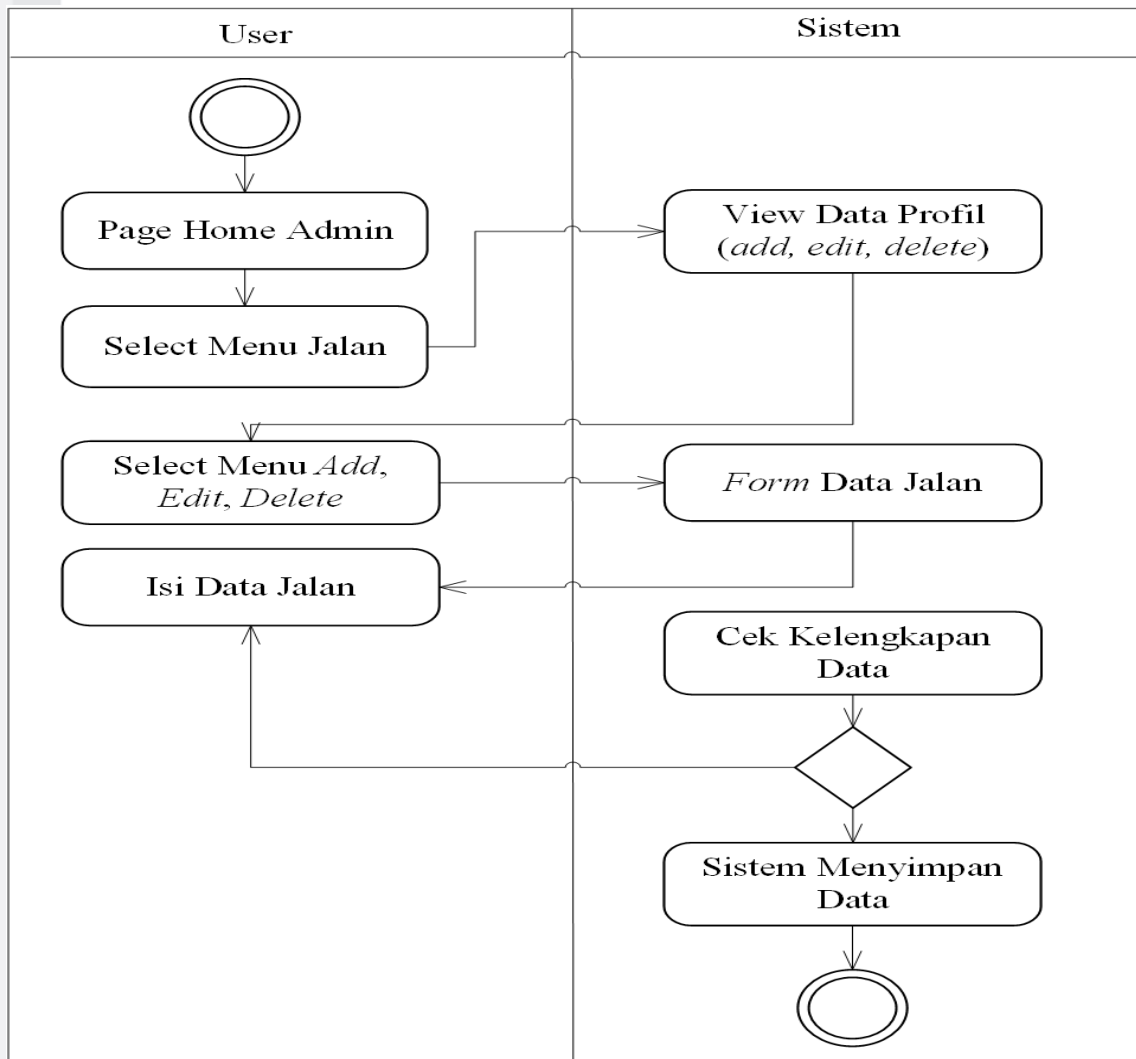 User
Sistem
Page Home Admin
View Data Profil
(add, edit, delete)
Select Menu Jalan
Select Menu Add,
Edit, Delete
Form Data Jalan
Isi Data Jalan
Cek Kelengkapan
Data
Sistem Menyimpan
Data